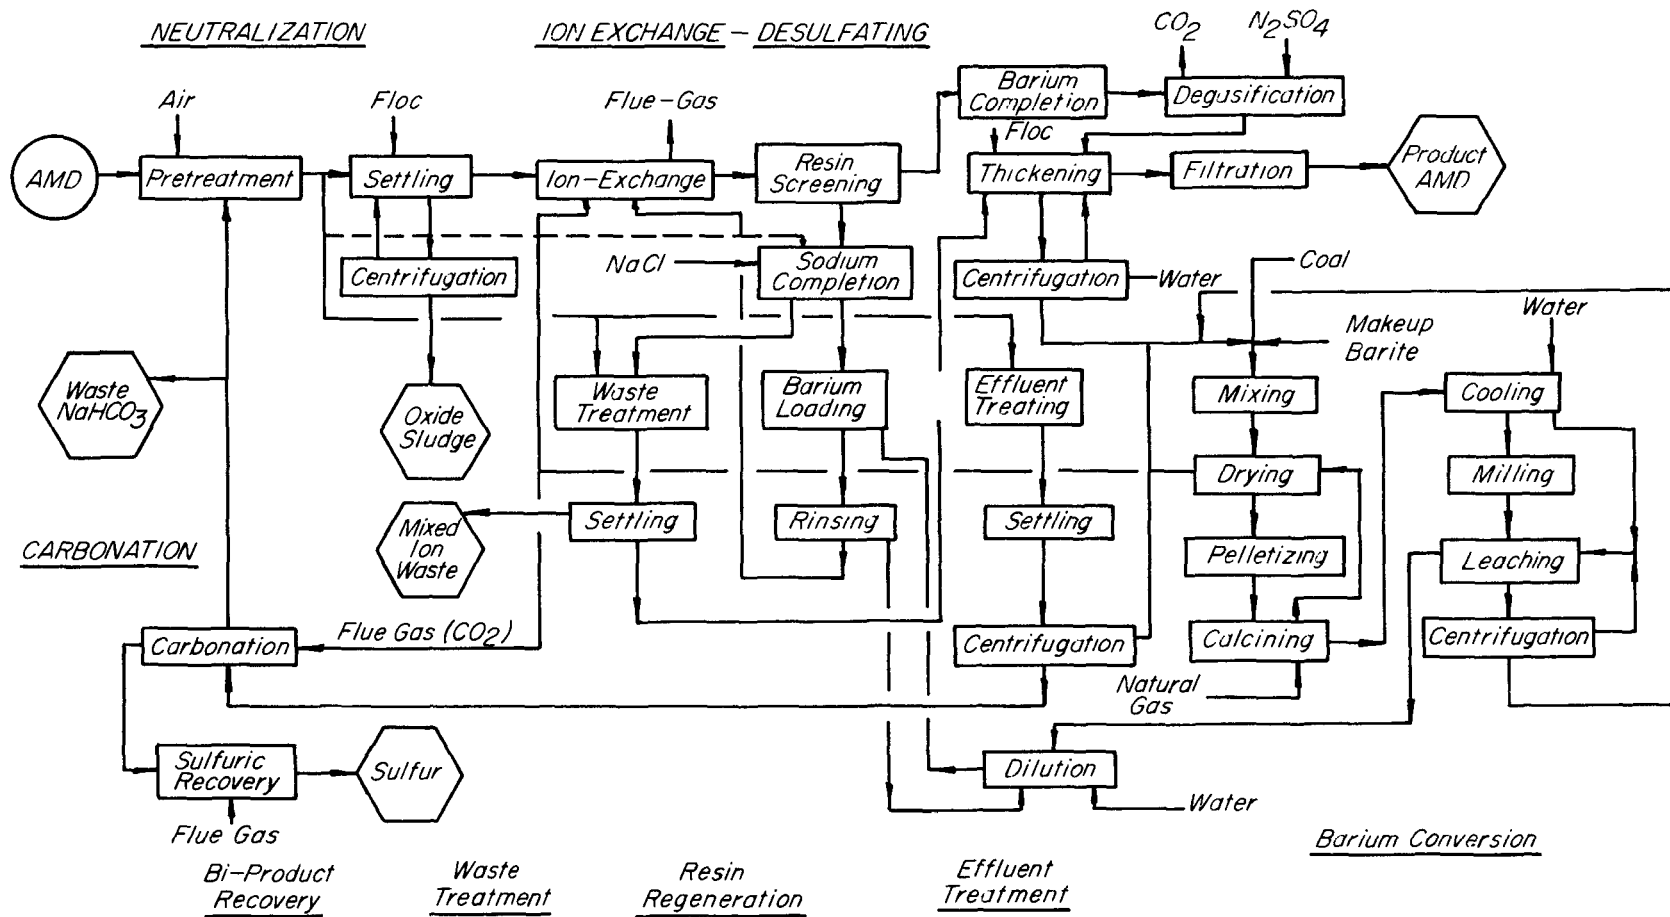 NEUTRALIZATION
ION EXCHANGE - DESULFATING
CO2
N2SO4
Air
Floc
Flue-Gas
Barium
Completion
Degasification
Floc
AMD
Pretreatment
Settling
Ion-Exchange
Resin
Screening
Thickening
Filtration
Product
AMD
Centrifugation
NaCl
Sodium
Completion
Centrifugation
Water
Coal
Makeup
Barite
Water
Waste
NaHCO3
Oxide
Sludge
Waste
Treatment
Barium
Loading
Effluent
Treating
Mixing
Cooling
Drying
Milling
Mixed
Ion
Waste
Settling
Rinsing
Settling
Pelletizing
Leaching
CARBONATION
Carbonation
Flue Gas (CO2)
Centrifugation
Calcining
Centrifugation
Natural
Gas
Sulfuric
Recovery
Sulfur
Dilution
Water
Flue Gas
Barium Conversion
Bi-Product
Recovery
Waste
Treatment
Resin
Regeneration
Effluent
Treatment